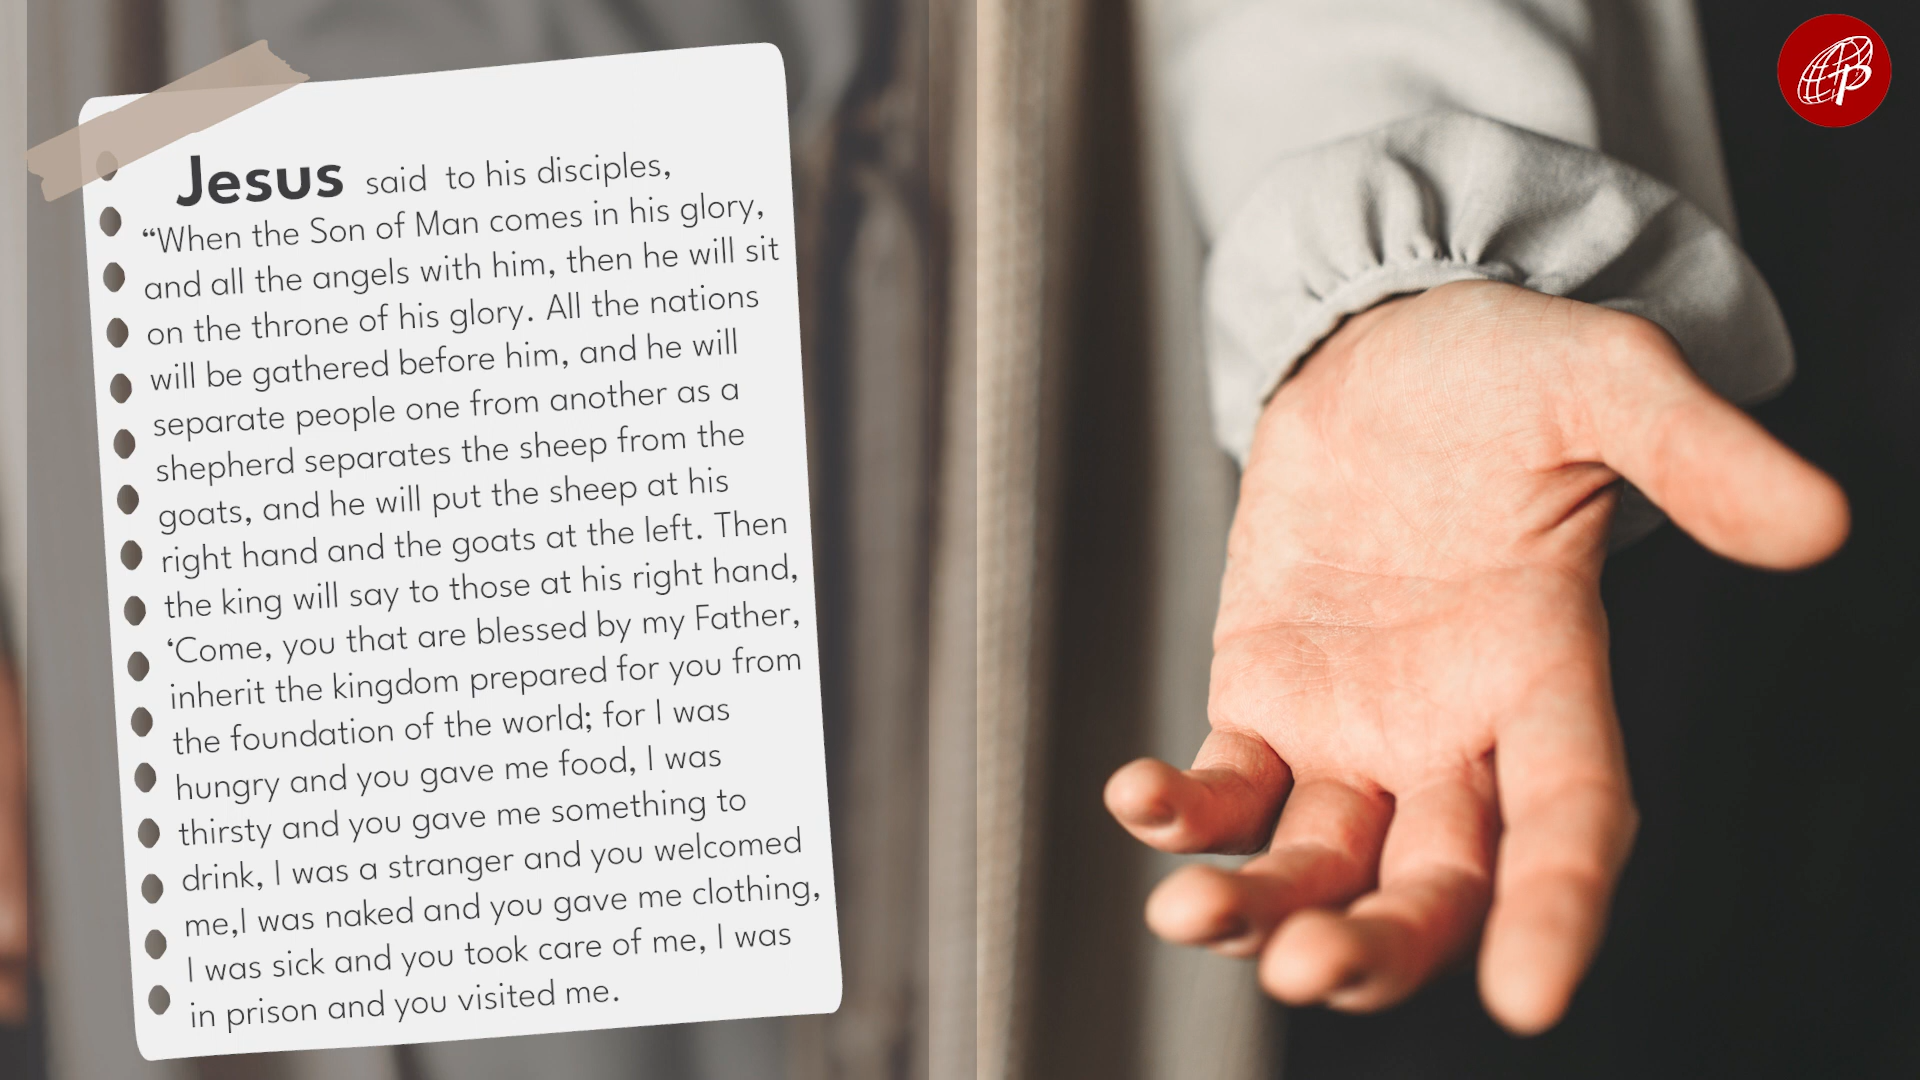 Jesus said to his disciples,
“When the Son of Man comes in his glory,
and all the angels with him, then he will sit
on the throne of his glory. All the nations
will be gathered before him, and he will
separate people one from another as a
shepherd separates the sheep from the
goats, and he will put the sheep at his
right hand and the goats at the left. Then
the king will say to those at his right hand,
‘Come, you that are blessed by my Father,
inherit the kingdom prepared for you from
the foundation of the world; for I was
hungry and you gave me food, I was
thirsty and you gave me something to
drink, I was a stranger and you welcomed
me,I was naked and you gave me clothing,
I was sick and you took care of me, I was
in prison and you visited me.